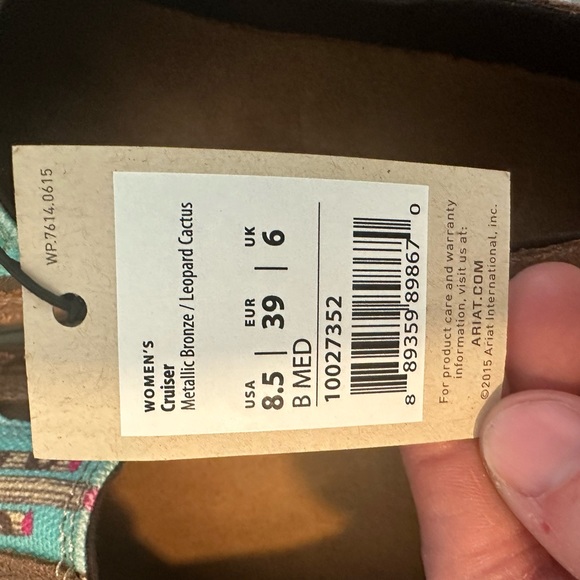 WP.7614.0615
WOMEN'S
Cruiser
Metallic Bronze / Leopard Cactus
USA EUR UK
8.5 | 39 | 6
B MED
10027352
8 89359 89867 0
For product care and warranty
information, visit us at:
ARIAT.COM
©2015 Ariat International, inc.